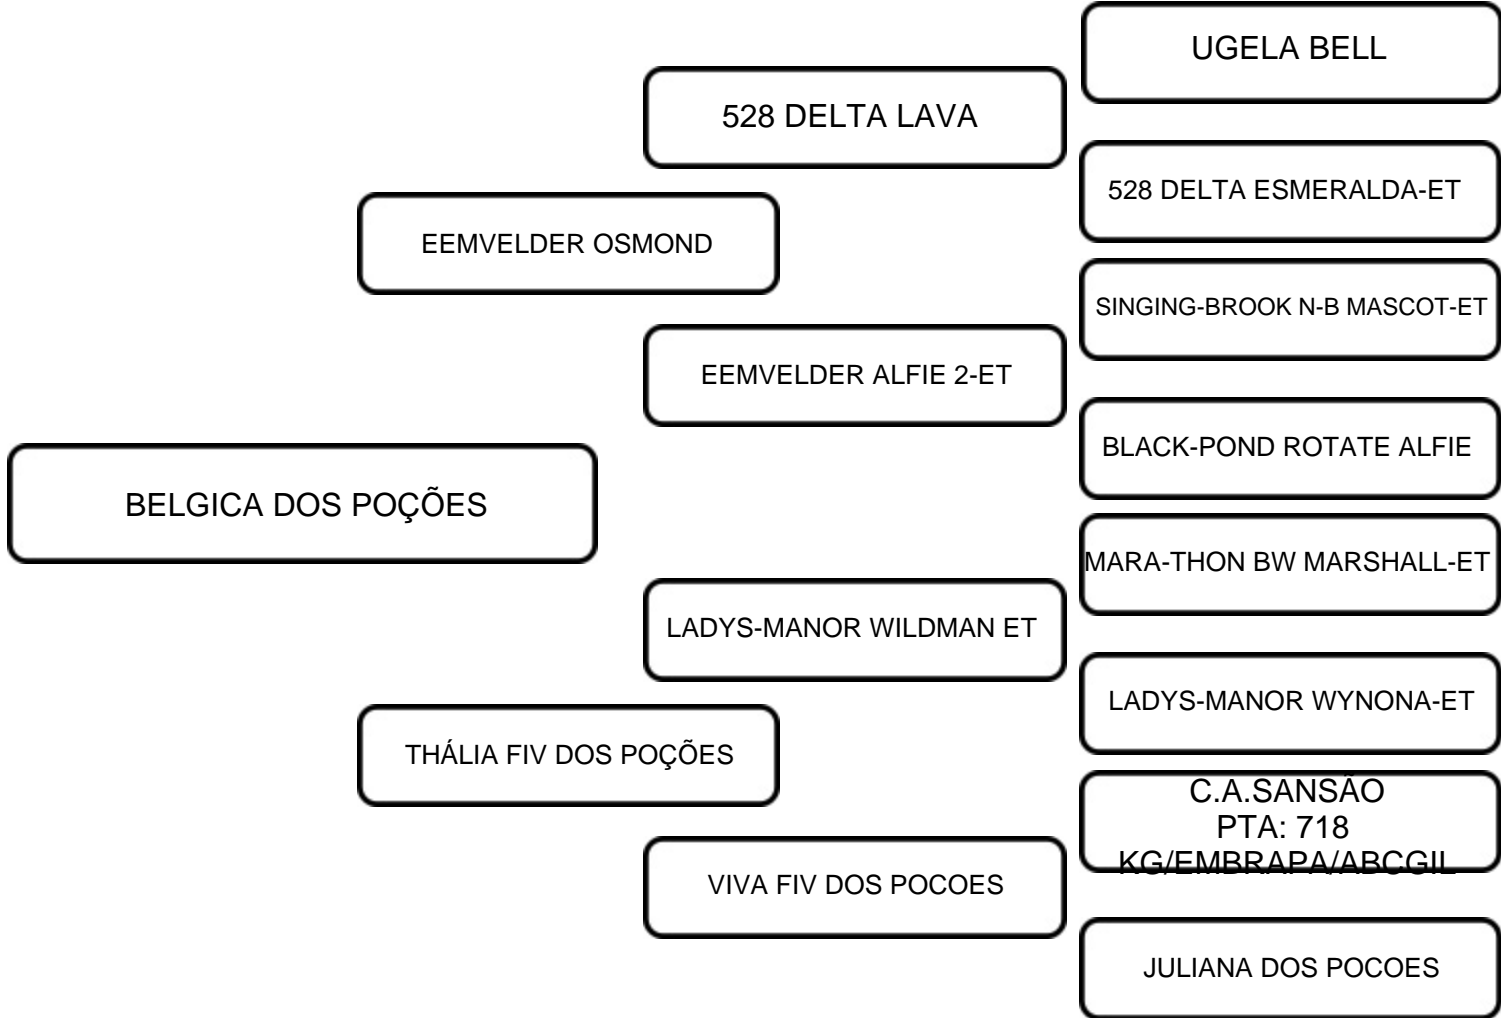 UGELA BELL
528 DELTA LAVA
528 DELTA ESMERALDA-ET
EEMVELDER OSMOND
SINGING-BROOK N-B MASCOT-ET
EEMVELDER ALFIE 2-ET
BLACK-POND ROTATE ALFIE
BELGICA DOS POÇÕES
MARA-THON BW MARSHALL-ET
LADYS-MANOR WILDMAN ET
LADYS-MANOR WYNONA-ET
THÁLIA FIV DOS POÇÕES
C.A.SANSÃO
PTA: 718
KG/EMBRAPA/ABCGIL
VIVA FIV DOS POCOES
JULIANA DOS POCOES